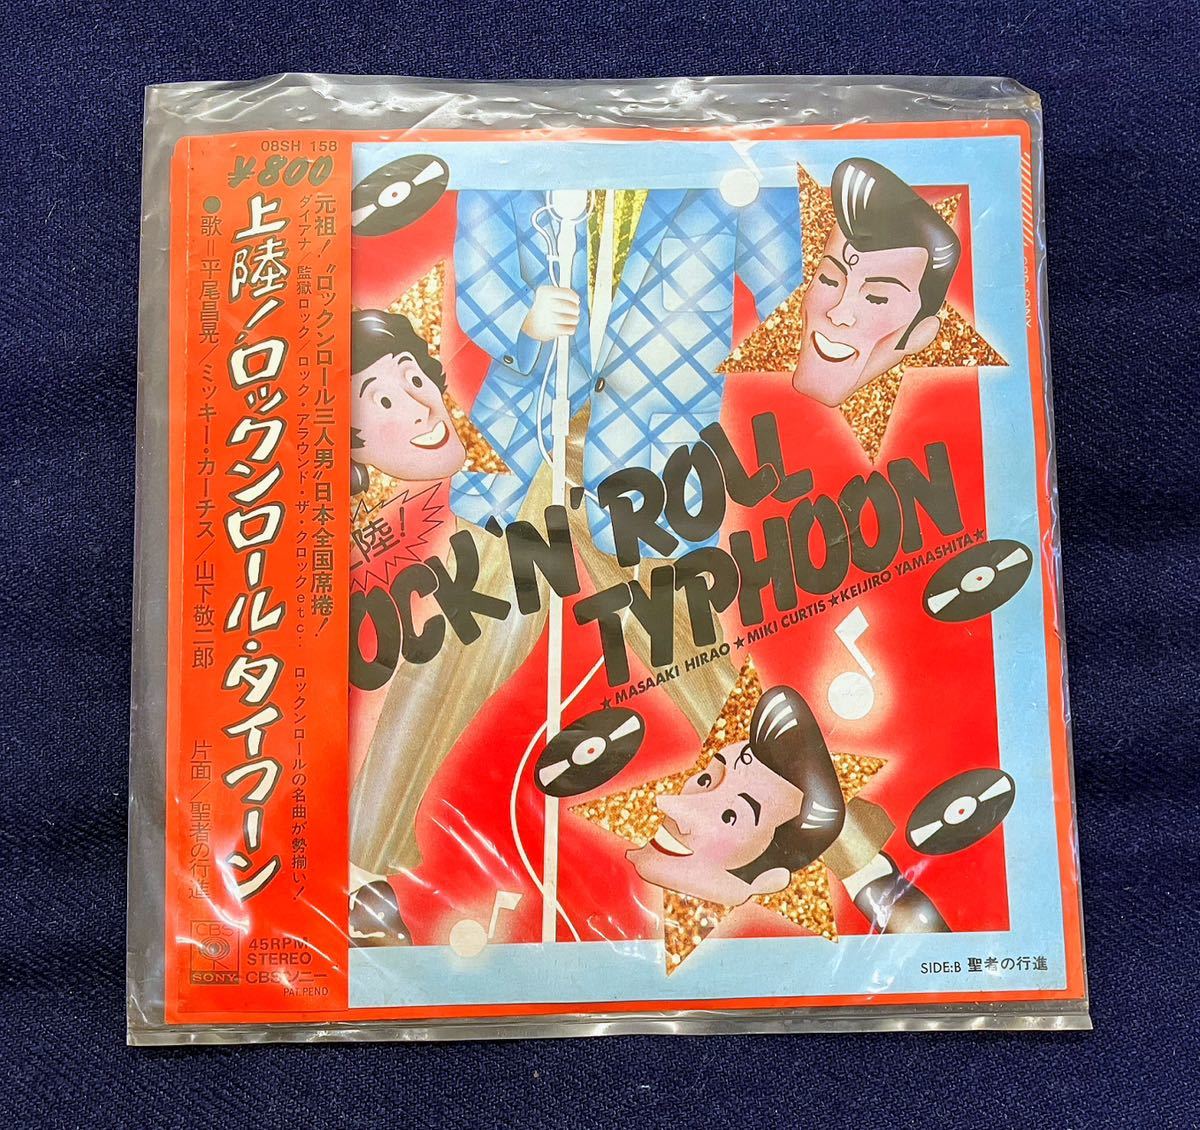 08SH 158
¥800
元祖!〝ロックンロール三人男〟日本全国席捲!
ダイアナ/監獄ロック/ロック・アラウンド・ザ・クロックetc… ロックンロールの名曲が勢揃い!
上陸!ロックンロール・タイフーン
●歌=平尾昌晃/ミッキー・カーチス/山下敬二郎
片面/聖者の行進
CBS
SONY
45RPM
STEREO
CBSソニー
PAT.PEND
陸!
OCK'N'ROLL
TYPHOON
★MASAAKI HIRAO★MIKI CURTIS★KEIJIRO YAMASHITA★
SIDE:B 聖者の行進